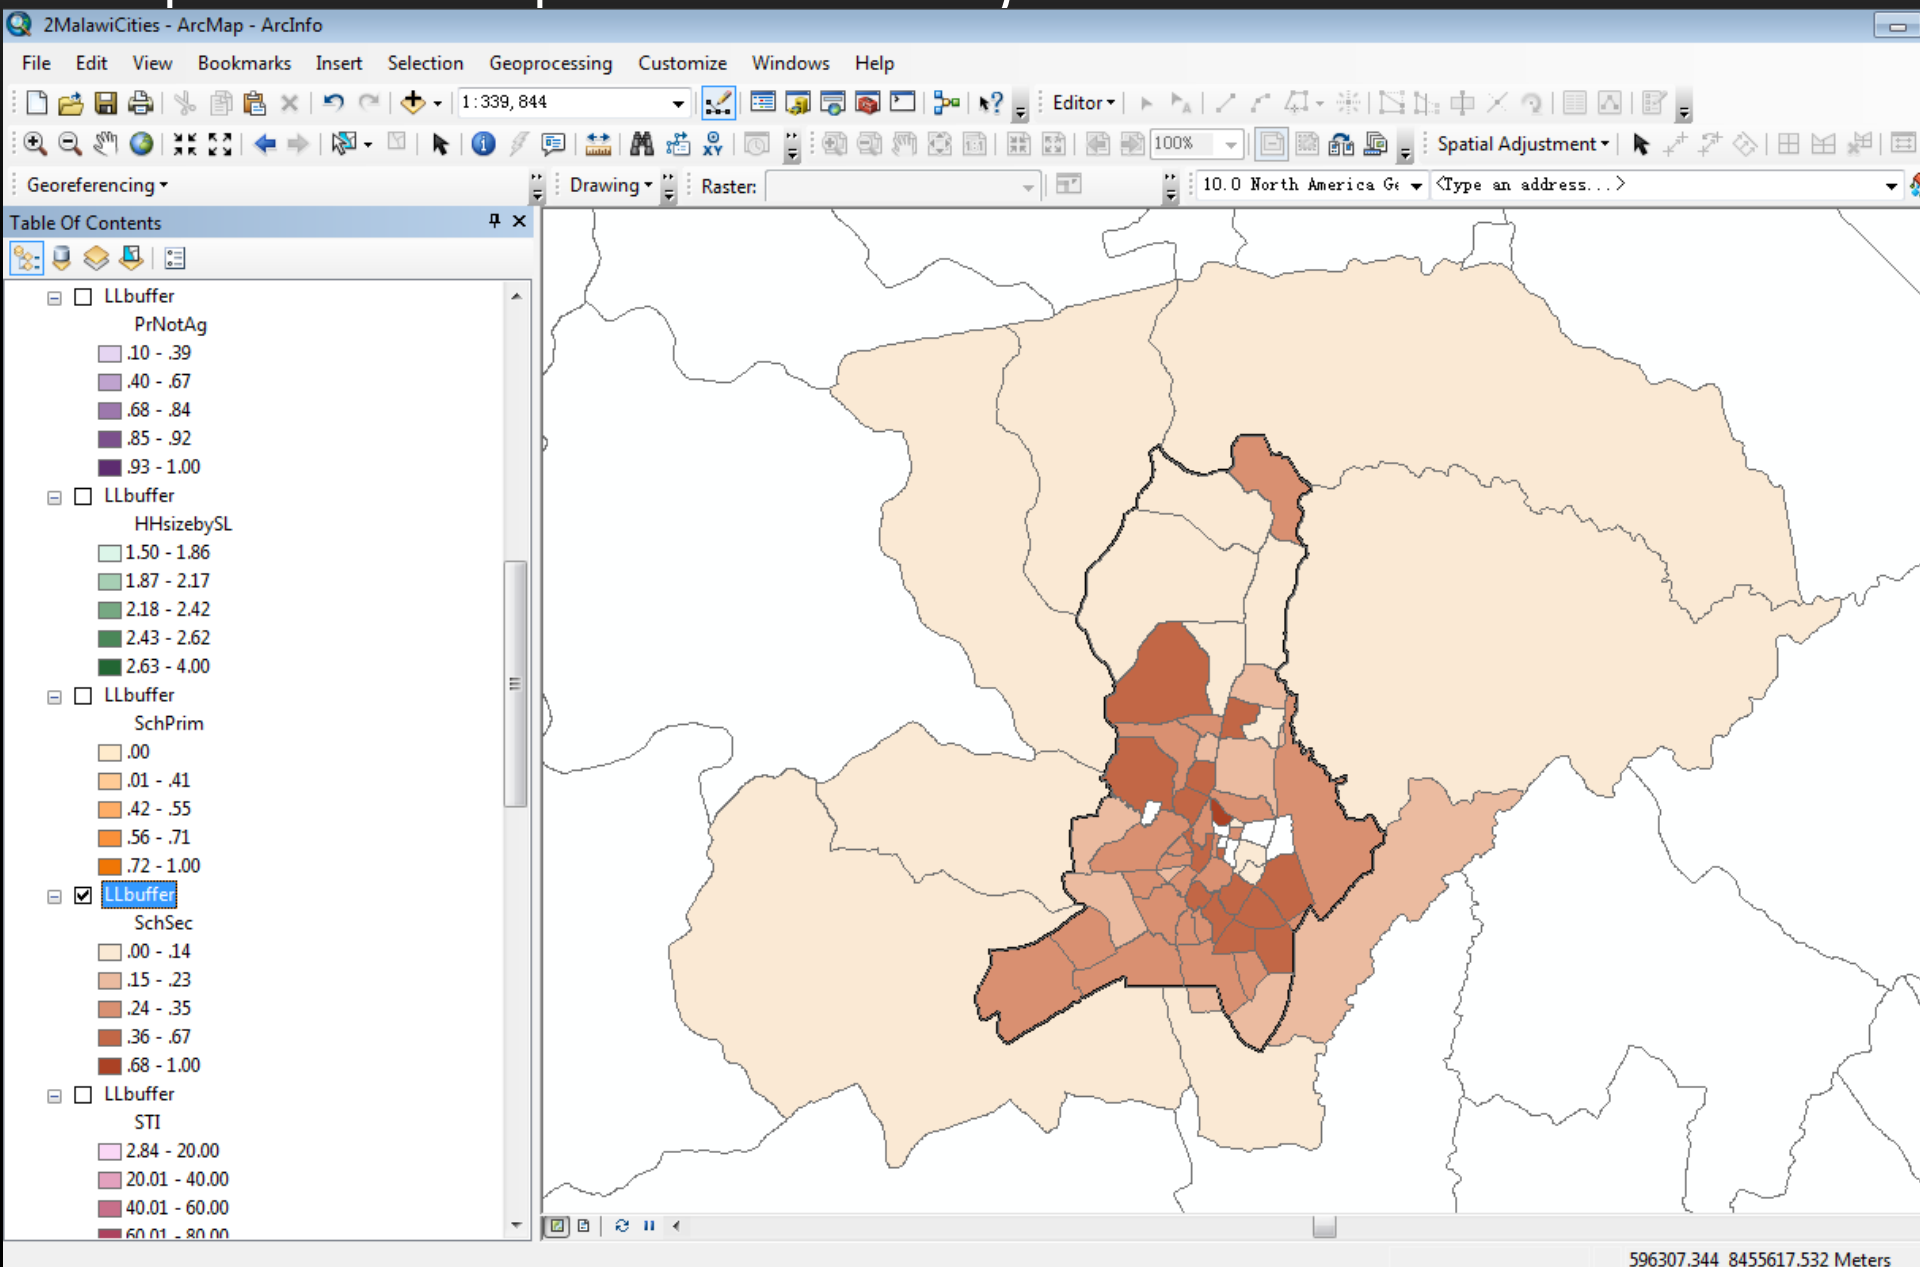 2MalawiCities - ArcMap - ArcInfo
File Edit View Bookmarks Insert Selection Geoprocessing Customize Windows Help
1:339,844 Editor
100% Spatial Adjustment
Georeferencing Drawing Raster: 10.0 North America Ge <Type an address...>
Table Of Contents
LLbuffer
PrNotAg
.10 - .39
.40 - .67
.68 - .84
.85 - .92
.93 - 1.00
LLbuffer
HHsizebySL
1.50 - 1.86
1.87 - 2.17
2.18 - 2.42
2.43 - 2.62
2.63 - 4.00
LLbuffer
SchPrim
.00
.01 - .41
.42 - .55
.56 - .71
.72 - 1.00
LLbuffer
SchSec
.00 - .14
.15 - .23
.24 - .35
.36 - .67
.68 - 1.00
LLbuffer
STI
2.84 - 20.00
20.01 - 40.00
40.01 - 60.00
60.01 - 80.00
596307.344 8455617.532 Meters